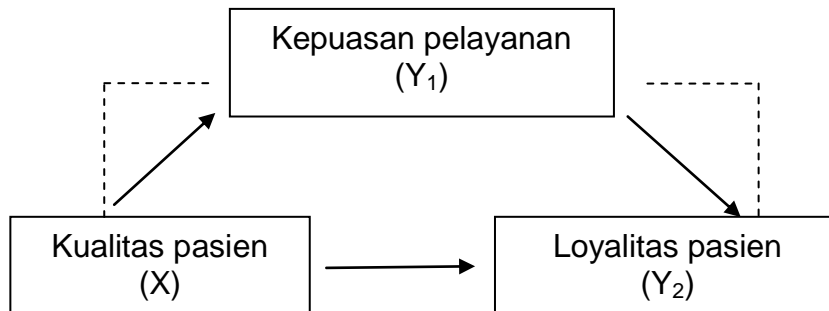 Kepuasan pelayanan
(Y₁)
Kualitas pasien
(X)
Loyalitas pasien
(Y₂)